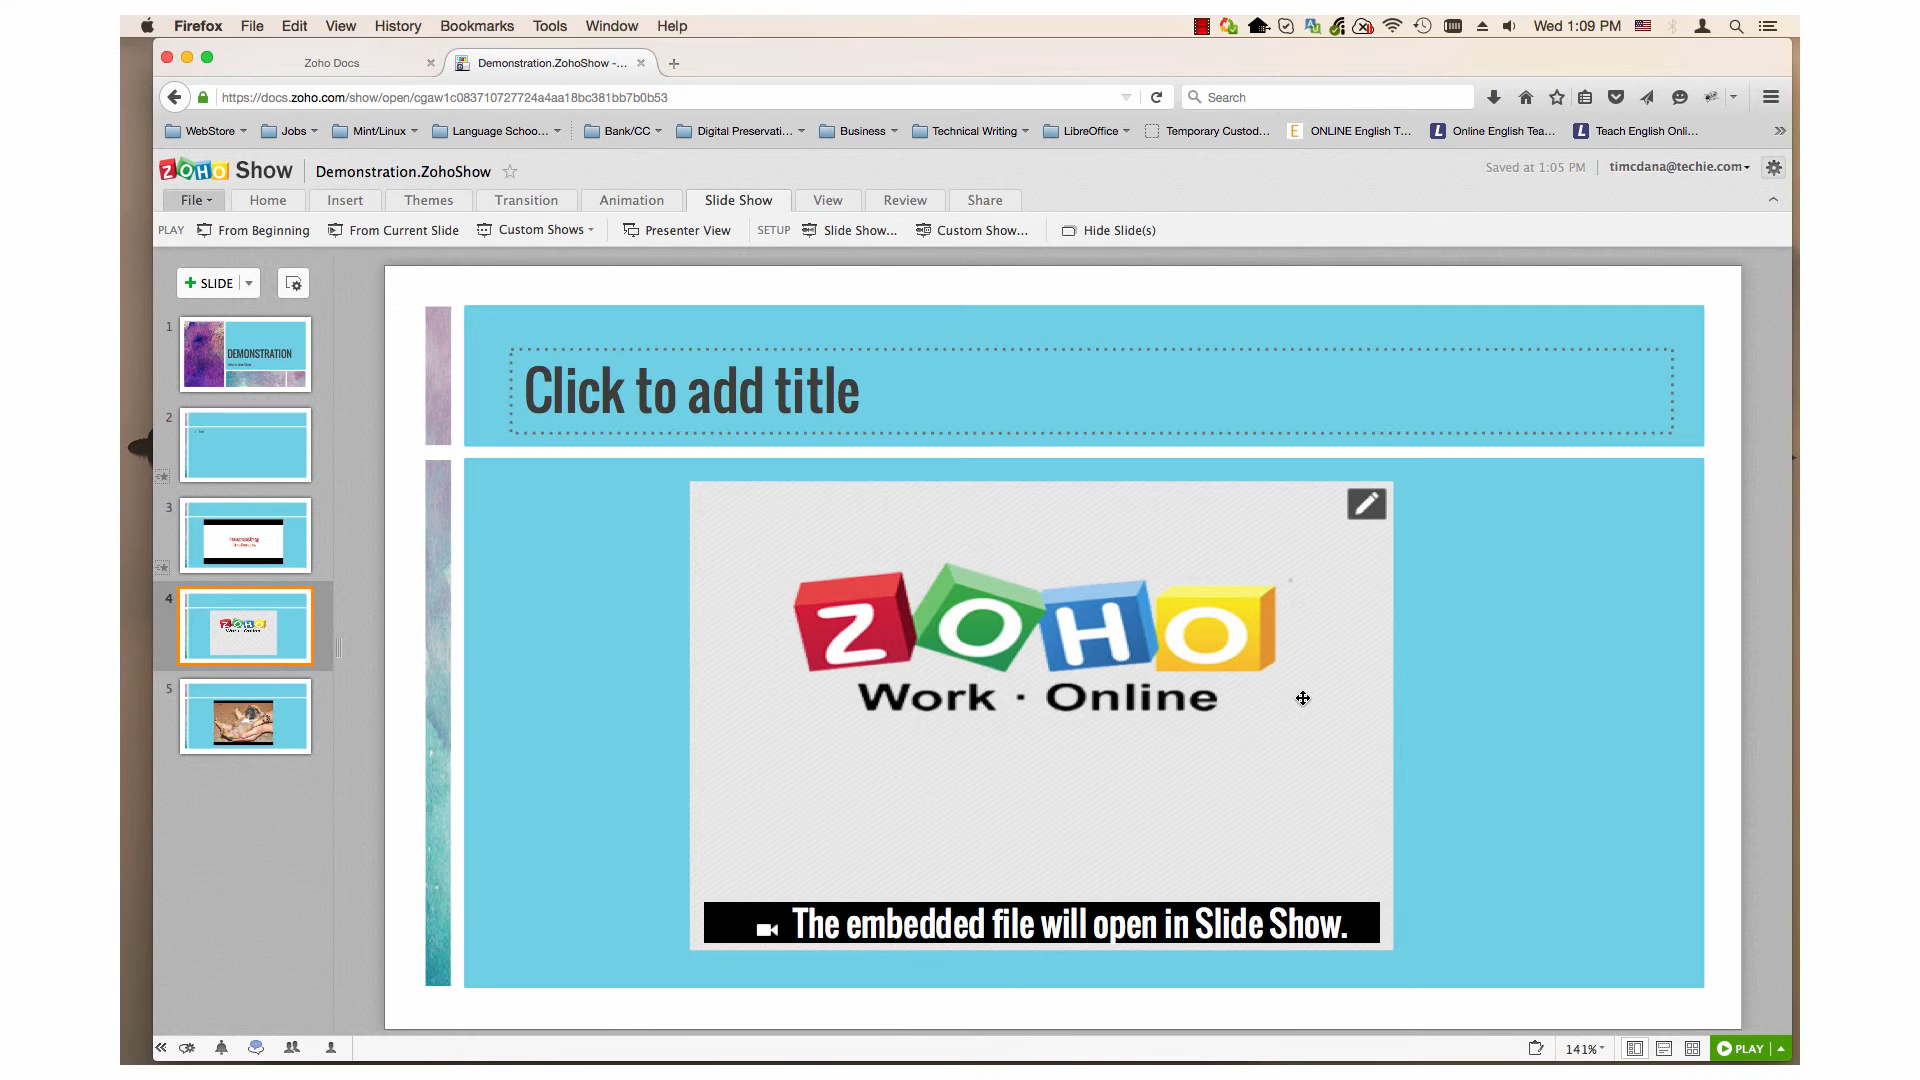 Firefox File Edit View History Bookmarks Tools Window Help Wed 1:09 PM
Zoho Docs Demonstration.ZohoShow -...
https://docs.zoho.com/show/open/cgaw1c083710727724a4aa18bc381bb7b0b53 Search
WebStore Jobs Mint/Linux Language Schoo... Bank/CC Digital Preservati... Business Technical Writing LibreOffice Temporary Custod... E ONLINE English T... L Online English Tea... L Teach English Onli...
ZOHO Show Demonstration.ZohoShow Saved at 1:05 PM timcdana@techie.com
File Home Insert Themes Transition Animation Slide Show View Review Share
PLAY From Beginning From Current Slide Custom Shows Presenter View SETUP Slide Show... Custom Show... Hide Slide(s)
SLIDE
1
DEMONSTRATION
2
3
4
ZOHO
Work · Online
5
Click to add title
ZOHO
Work · Online
The embedded file will open in Slide Show.
141% PLAY